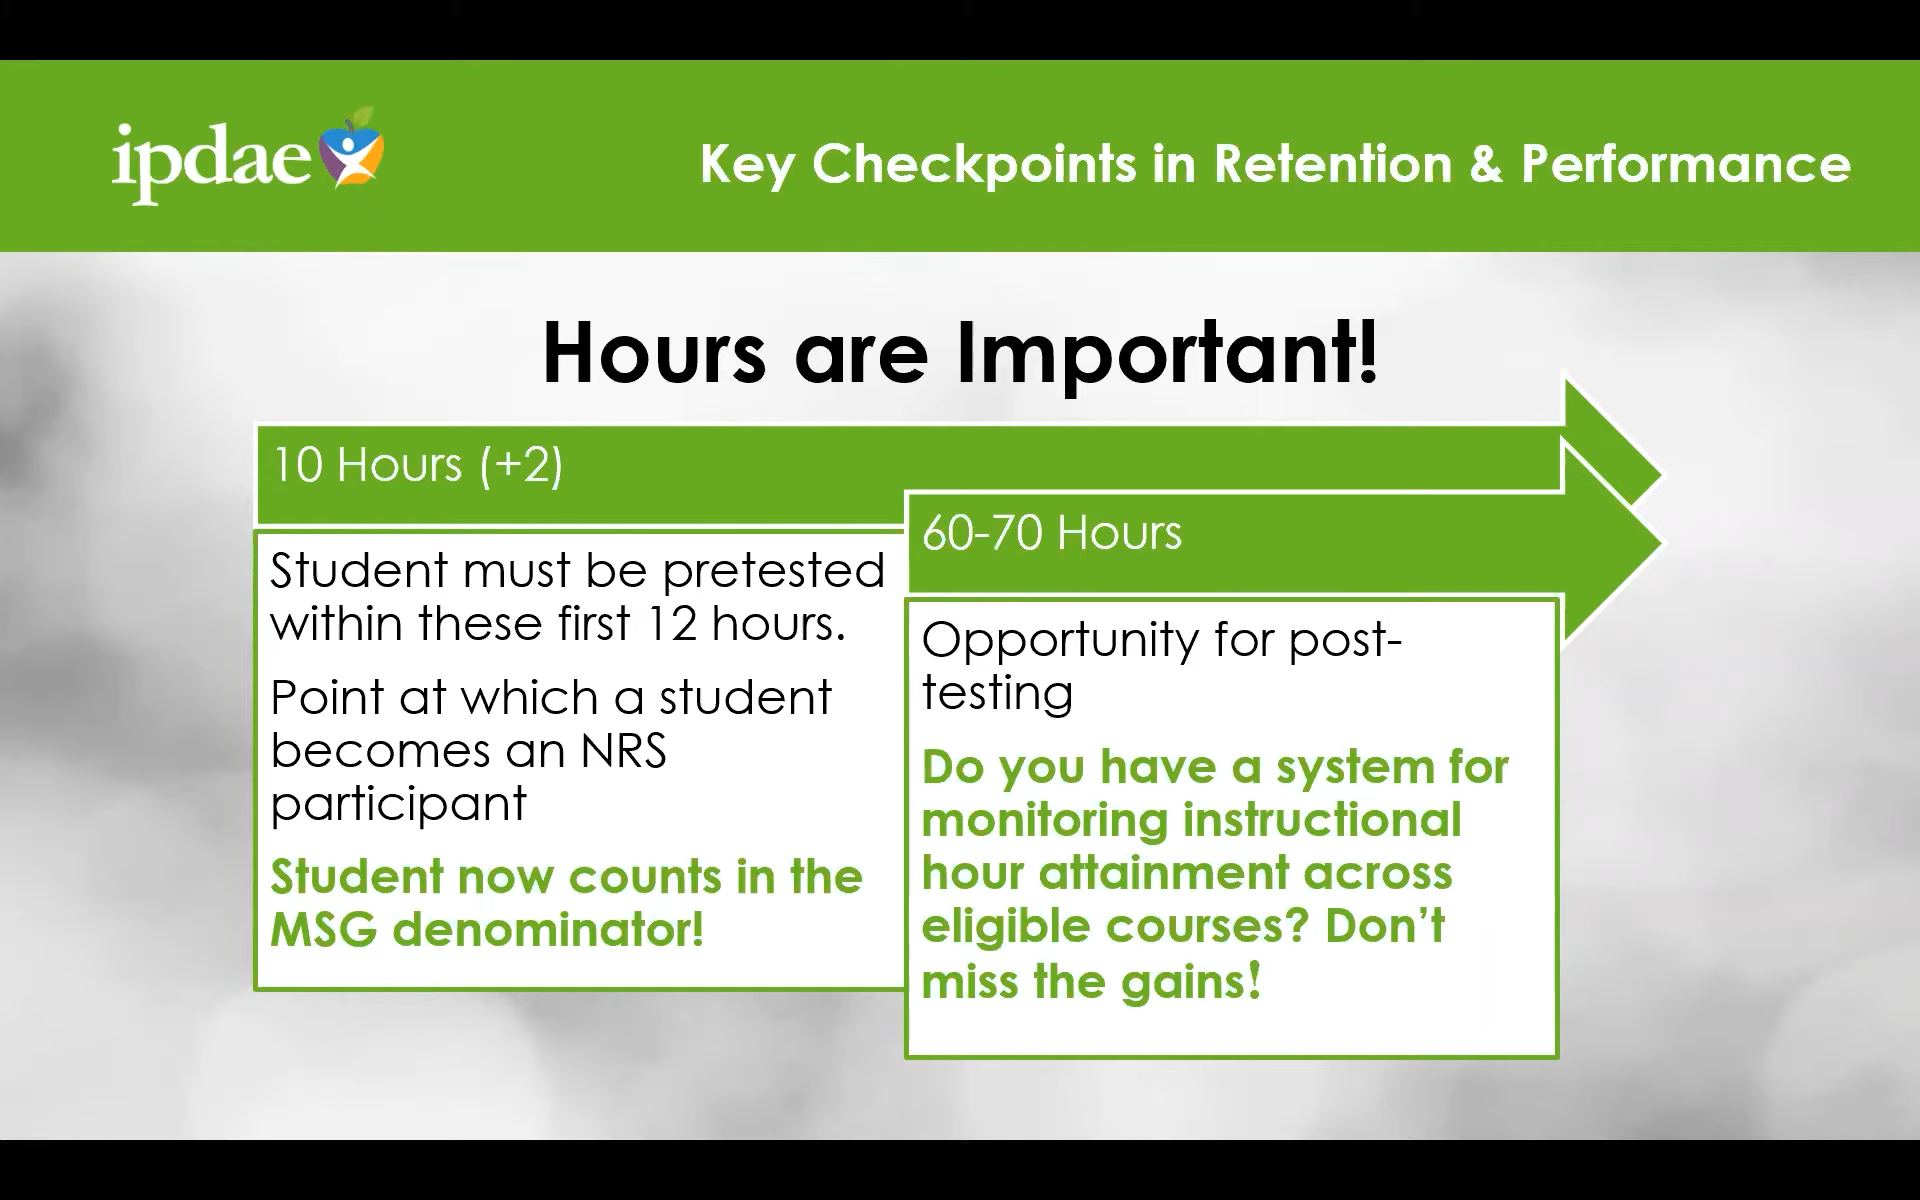 ipdae
Key Checkpoints in Retention & Performance
Hours are Important!
10 Hours (+2)
Student must be pretested
within these first 12 hours.
Point at which a student
becomes an NRS
participant
Student now counts in the
MSG denominator!
60-70 Hours
Opportunity for post-
testing
Do you have a system for
monitoring instructional
hour attainment across
eligible courses? Don’t
miss the gains!